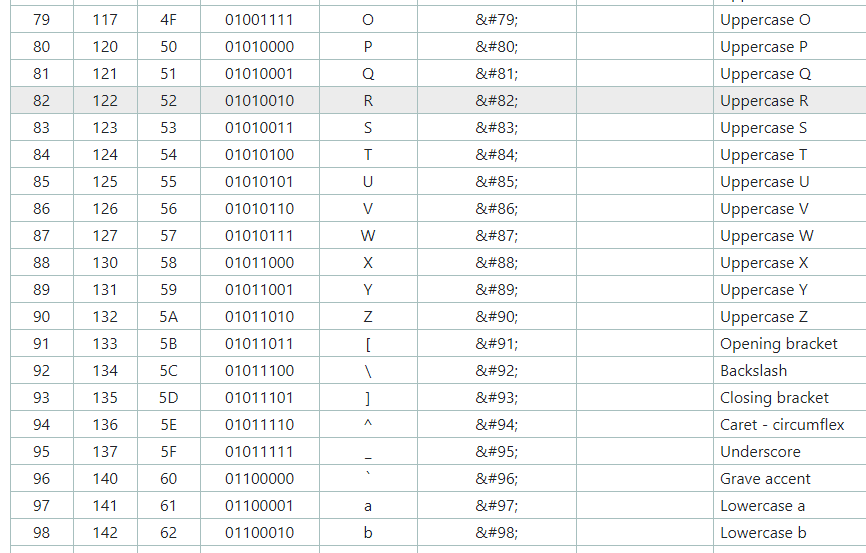 79 117 4F 01001111 O &#79; Uppercase O
80 120 50 01010000 P &#80; Uppercase P
81 121 51 01010001 Q &#81; Uppercase Q
82 122 52 01010010 R &#82; Uppercase R
83 123 53 01010011 S &#83; Uppercase S
84 124 54 01010100 T &#84; Uppercase T
85 125 55 01010101 U &#85; Uppercase U
86 126 56 01010110 V &#86; Uppercase V
87 127 57 01010111 W &#87; Uppercase W
88 130 58 01011000 X &#88; Uppercase X
89 131 59 01011001 Y &#89; Uppercase Y
90 132 5A 01011010 Z &#90; Uppercase Z
91 133 5B 01011011 [ &#91; Opening bracket
92 134 5C 01011100 \ &#92; Backslash
93 135 5D 01011101 ] &#93; Closing bracket
94 136 5E 01011110 ^ &#94; Caret - circumflex
95 137 5F 01011111 _ &#95; Underscore
96 140 60 01100000 ` &#96; Grave accent
97 141 61 01100001 a &#97; Lowercase a
98 142 62 01100010 b &#98; Lowercase b